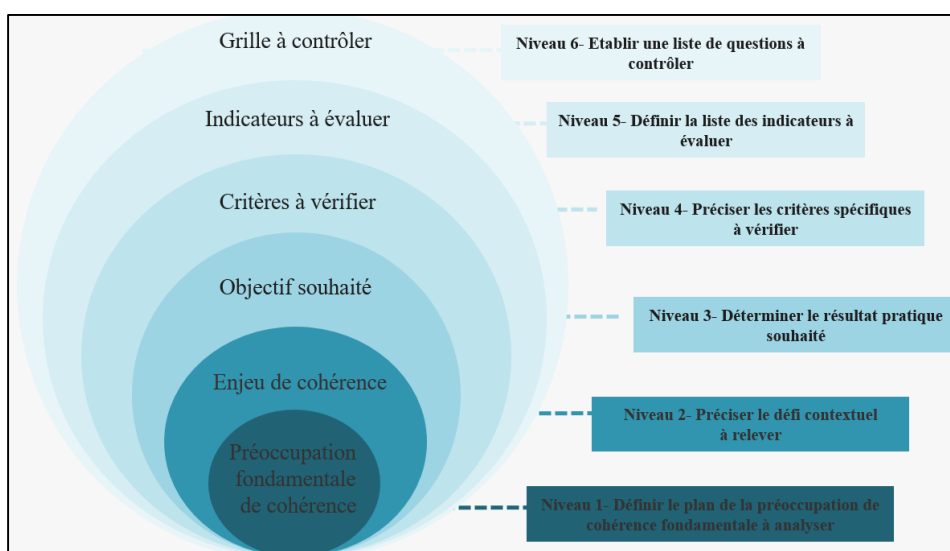 Grille à contrôler
Niveau 6- Etablir une liste de questions à
contrôler
Indicateurs à évaluer
Niveau 5- Définir la liste des indicateurs à
évaluer
Critères à vérifier
Niveau 4- Préciser les critères spécifiques
à vérifier
Objectif souhaité
Niveau 3- Déterminer le résultat pratique
souhaité
Enjeu de cohérence
Niveau 2- Préciser le défi contextuel
à relever
Préoccupation
fondamentale
de cohérence
Niveau 1- Définir le plan de la préoccupation de
cohérence fondamentale à analyser